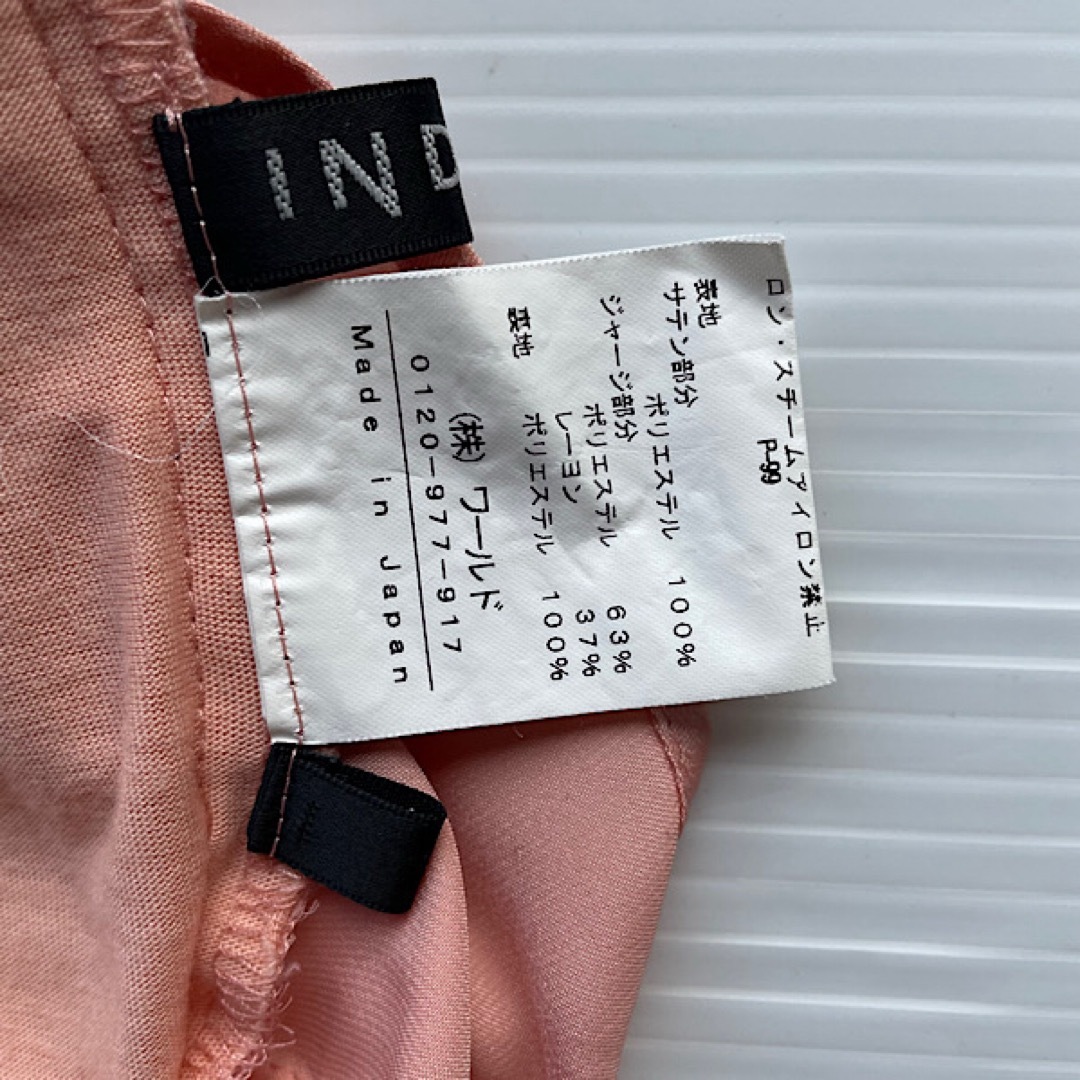 IND
ロン・スチームアイロン禁止
P-99
表地
サテン部分
ポリエステル 100%
ジャージ部分
ポリエステル 63%
レーヨン 37%
裏地
ポリエステル 100%
(株)ワールド
0120-977-917
Made in Japan